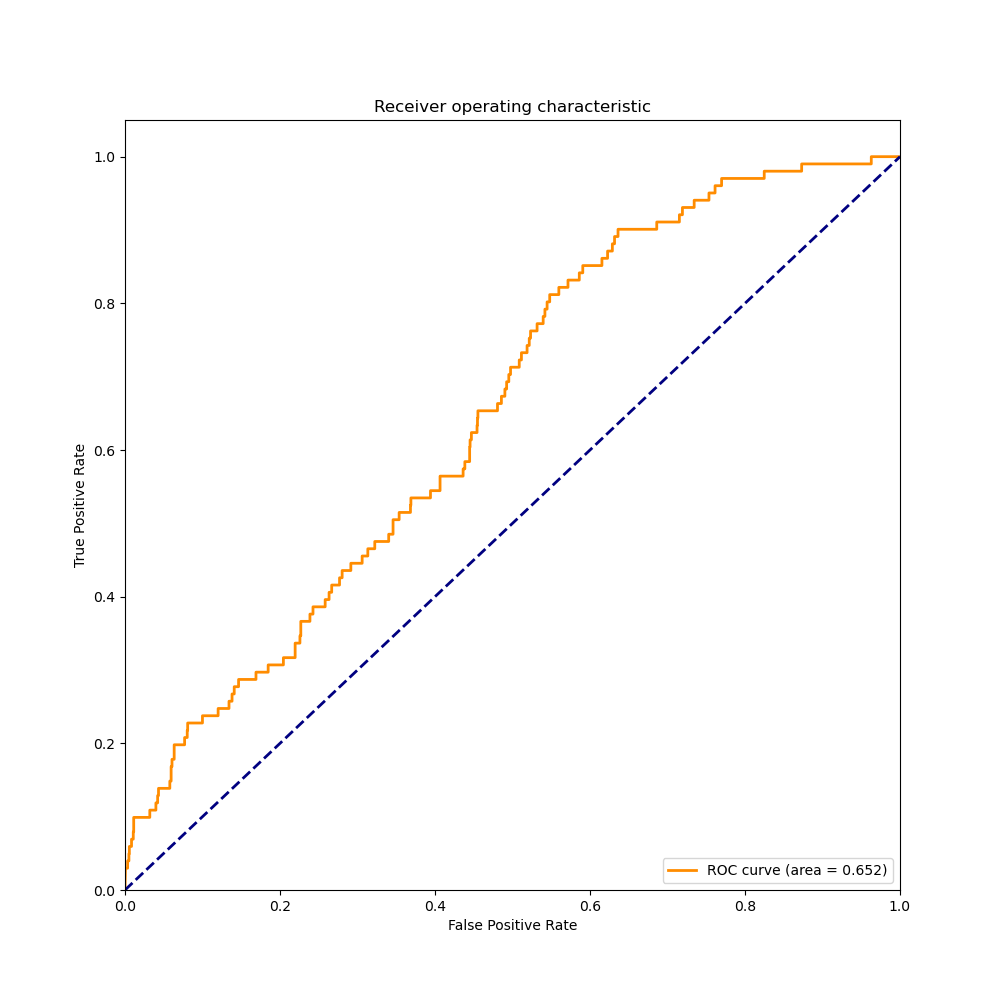 Receiver operating characteristic
1.0
0.8
0.6
0.4
0.2
0.0
True Positive Rate
ROC curve (area = 0.652)
0.0 0.2 0.4 0.6 0.8 1.0
False Positive Rate